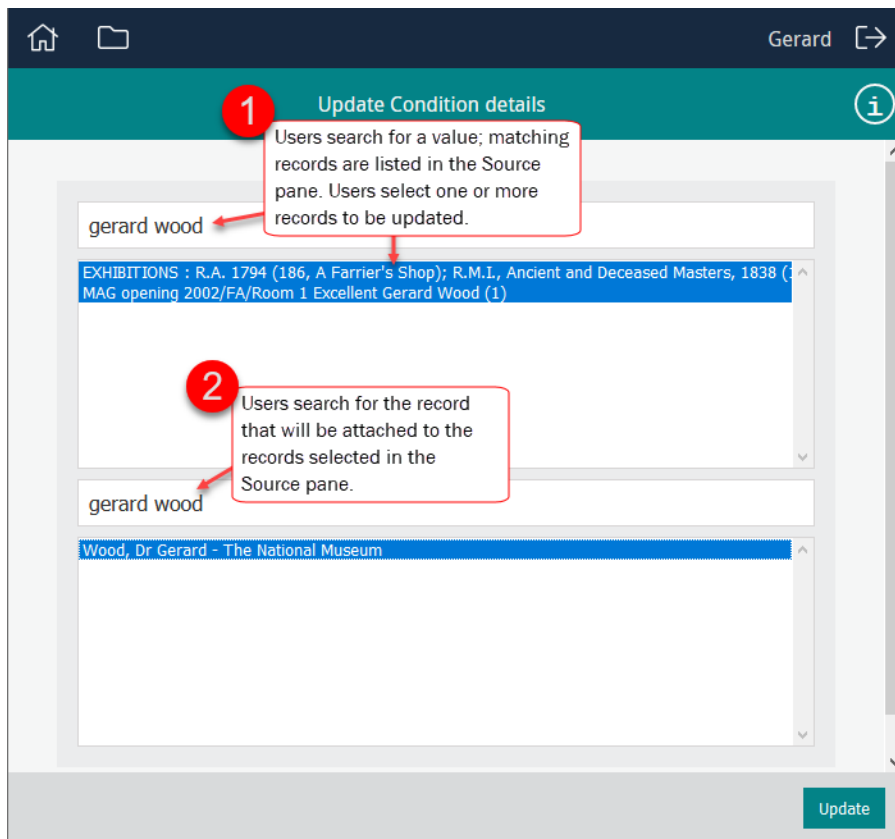 Gerard
Update Condition details
i
1
Users search for a value; matching
records are listed in the Source
pane. Users select one or more
records to be updated.
gerard wood
EXHIBITIONS : R.A. 1794 (186, A Farrier's Shop); R.M.I., Ancient and Deceased Masters, 1838 (
MAG opening 2002/FA/Room 1 Excellent Gerard Wood (1)
2
Users search for the record
that will be attached to the
records selected in the
Source pane.
gerard wood
Wood, Dr Gerard - The National Museum
Update